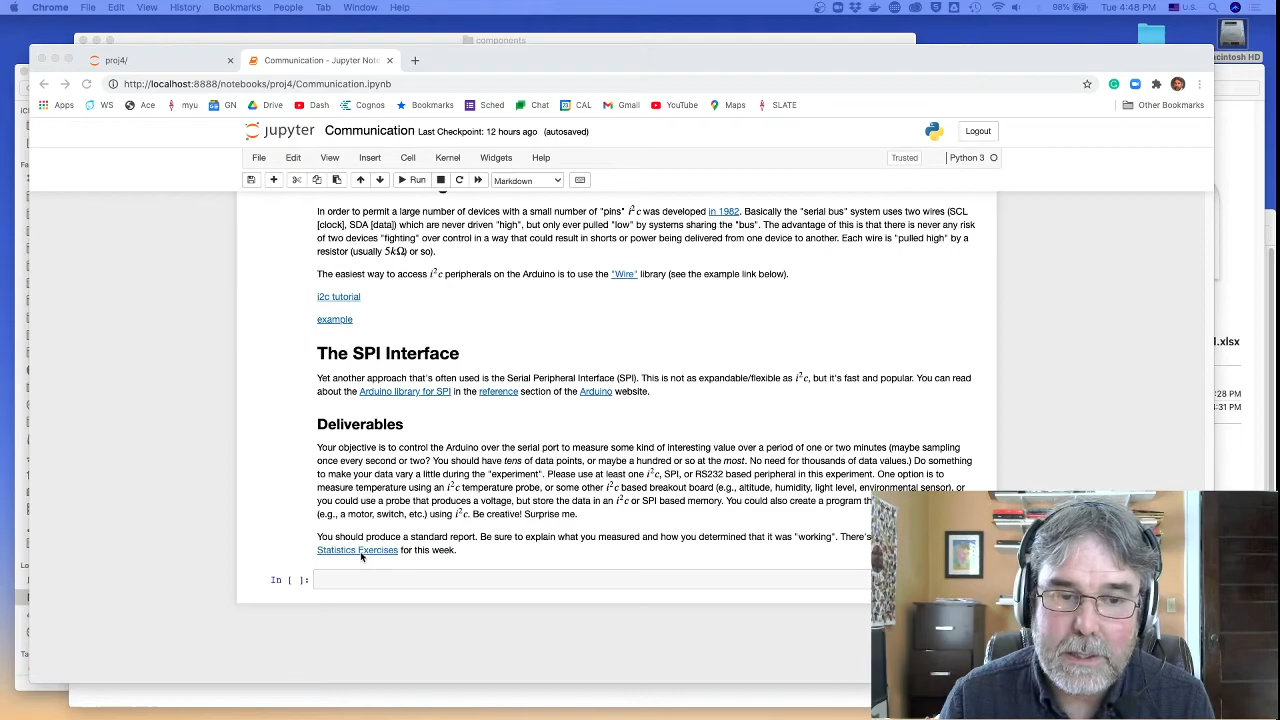 Chrome File Edit View History Bookmarks People Tab Window Help 98% Tue 4:48 PM U.S.
components
acintosh HD
proj4/ Communication - Jupyter Note
http://localhost:8888/notebooks/proj4/Communication.ipynb
Apps WS Ace myu GN Drive Dash Cognos Bookmarks Sched Chat CAL Gmail YouTube Maps SLATE Other Bookmarks
jupyter Communication Last Checkpoint: 12 hours ago (autosaved) Logout
File Edit View Insert Cell Kernel Widgets Help Trusted Python 3
Run Markdown
In order to permit a large number of devices with a small number of "pins" i²c was developed in 1982. Basically the "serial bus" system uses two wires (SCL
[clock], SDA [data]) which are never driven "high", but only ever pulled "low" by systems sharing the "bus". The advantage of this is that there is never any risk
of two devices "fighting" over control in a way that could result in shorts or power being delivered from one device to another. Each wire is "pulled high" by a
resistor (usually 5kΩ) or so).
The easiest way to access i²c peripherals on the Arduino is to use the "Wire" library (see the example link below).
i2c tutorial
example
The SPI Interface
1.xlsx
Yet another approach that's often used is the Serial Peripheral Interface (SPI). This is not as expandable/flexible as i²c, but it's fast and popular. You can read
about the Arduino library for SPI in the reference section of the Arduino website.
:28 PM
:31 PM
Deliverables
Your objective is to control the Arduino over the serial port to measure some kind of interesting value over a period of one or two minutes (maybe sampling
once every second or two? You should have tens of data points, or maybe a hundred or so at the most. No need for thousands of data values.) Do something
to make your data vary a little during the "experiment". Please use at least one i²c, SPI, or RS232 based peripheral in this experiment. One option is to
measure temperature using an i²c temperature probe, or some other i²c based breakout board (e.g., altitude, humidity, light level, environmental sensor), or
you could use a probe that produces a voltage, but store the data in an i²c or SPI based memory. You could also create a program th
(e.g., a motor, switch, etc.) using i²c. Be creative! Surprise me.
You should produce a standard report. Be sure to explain what you measured and how you determined that it was "working". There's
Statistics Exercises for this week.
In [ ]: